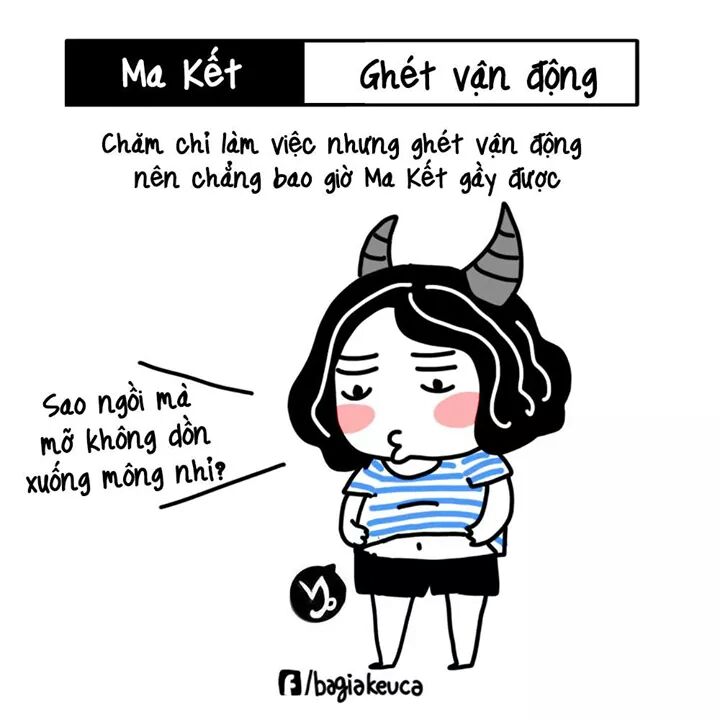 Ma Kết
Ghét vận động
Chăm chỉ làm việc nhưng ghét vận động
nên chẳng bao giờ Ma Kết gầy được
Sao ngồi mà
mỡ không dồn
xuống mông nhỉ?
f/bagiakeuca